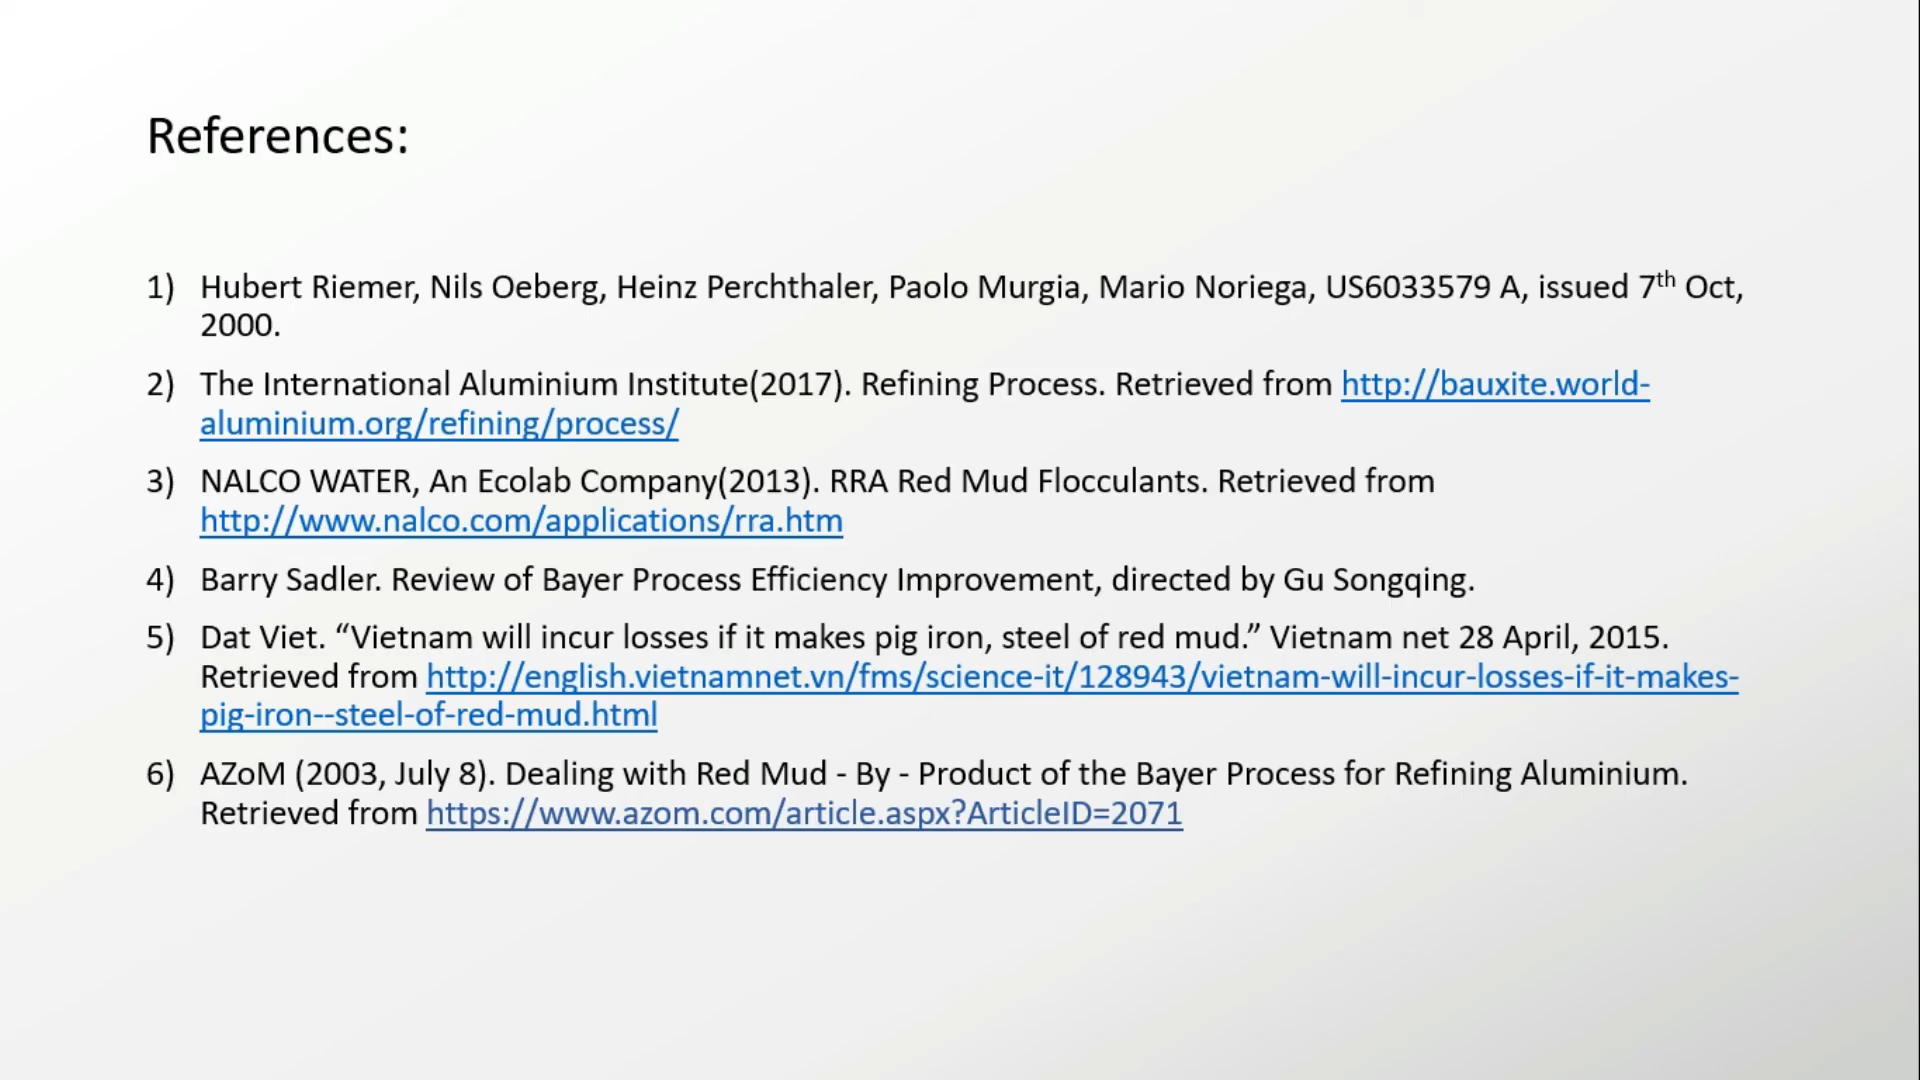 References:
1) Hubert Riemer, Nils Oeberg, Heinz Perchthaler, Paolo Murgia, Mario Noriega, US6033579 A, issued 7th Oct,
2000.
2) The International Aluminium Institute(2017). Refining Process. Retrieved from http://bauxite.world-
aluminium.org/refining/process/
3) NALCO WATER, An Ecolab Company(2013). RRA Red Mud Flocculants. Retrieved from
http://www.nalco.com/applications/rra.htm
4) Barry Sadler. Review of Bayer Process Efficiency Improvement, directed by Gu Songqing.
5) Dat Viet. “Vietnam will incur losses if it makes pig iron, steel of red mud.” Vietnam net 28 April, 2015.
Retrieved from http://english.vietnamnet.vn/fms/science-it/128943/vietnam-will-incur-losses-if-it-makes-
pig-iron--steel-of-red-mud.html
6) AZoM (2003, July 8). Dealing with Red Mud - By - Product of the Bayer Process for Refining Aluminium.
Retrieved from https://www.azom.com/article.aspx?ArticleID=2071